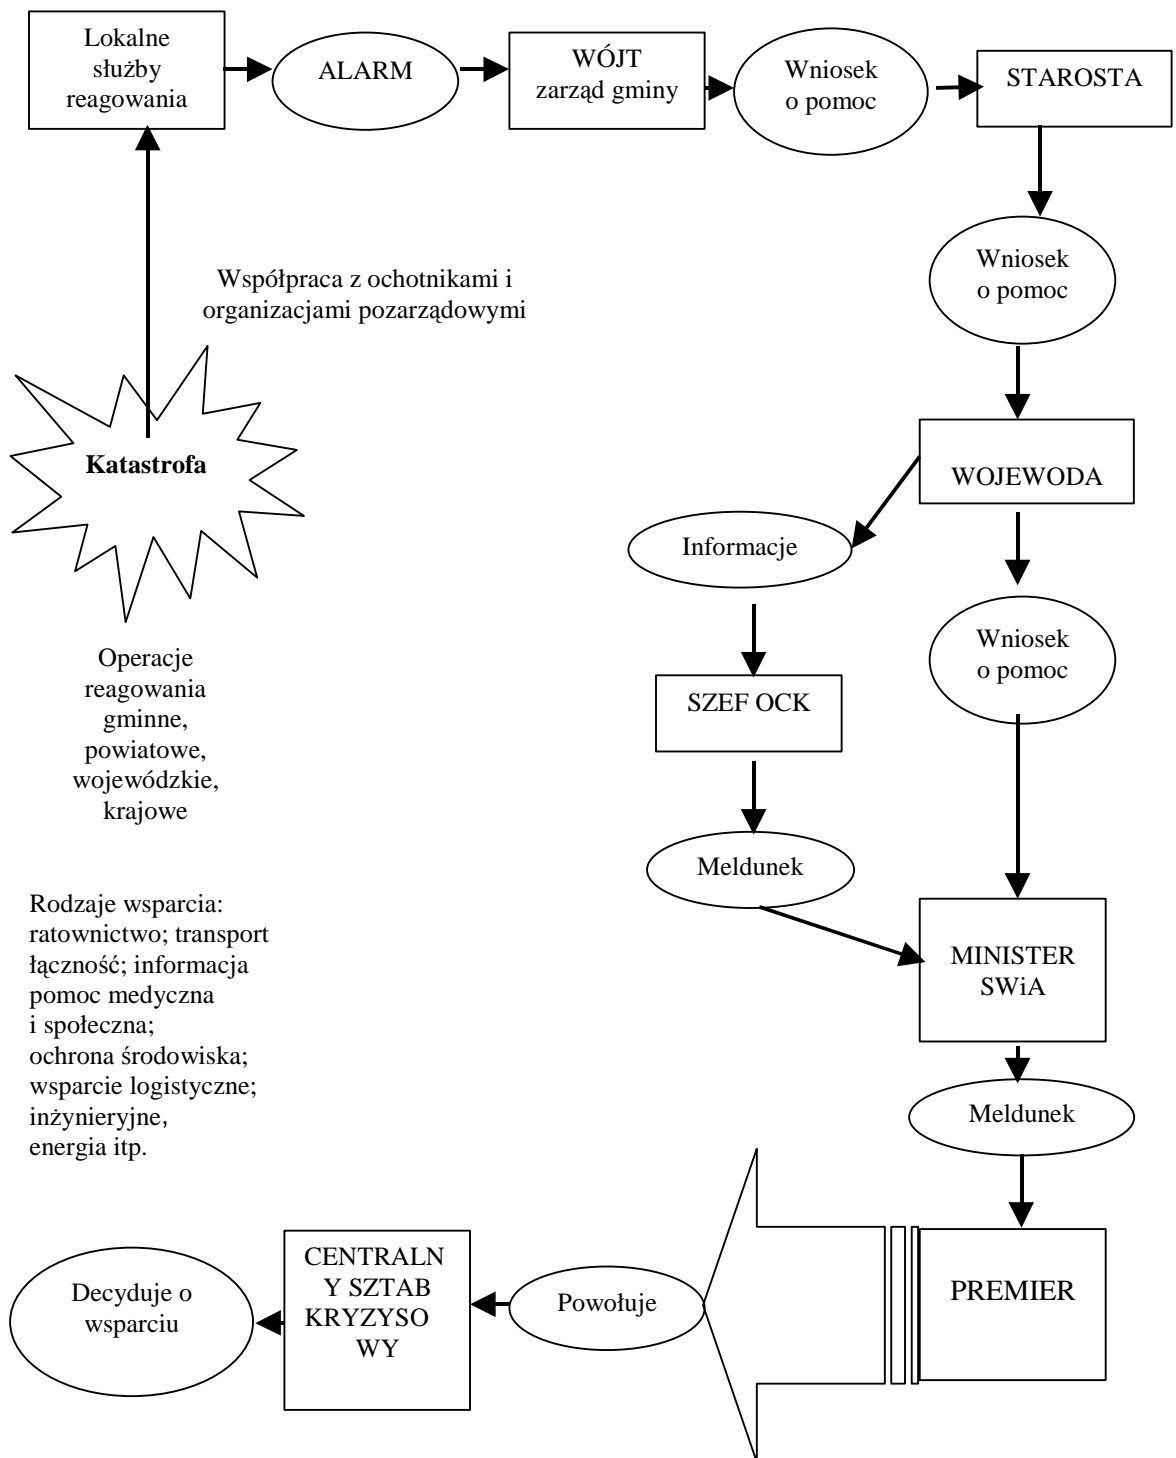 Lokalne
służby
reagowania
ALARM
WÓJT
zarząd gminy
Wniosek
o pomoc
STAROSTA
Wniosek
o pomoc
Współpraca z ochotnikami i
organizacjami pozarządowymi
Katastrofa
WOJEWODA
Informacje
Wniosek
o pomoc
Operacje
reagowania
gminne,
powiatowe,
wojewódzkie,
krajowe
SZEF OCK
Meldunek
Rodzaje wsparcia:
ratownictwo; transport
łączność; informacja
pomoc medyczna
i społeczna;
ochrona środowiska;
wsparcie logistyczne;
inżynieryjne,
energia itp.
MINISTER
SWiA
Meldunek
PREMIER
Powołuje
CENTRALN
Y SZTAB
KRYZYSO
WY
Decyduje o
wsparciu